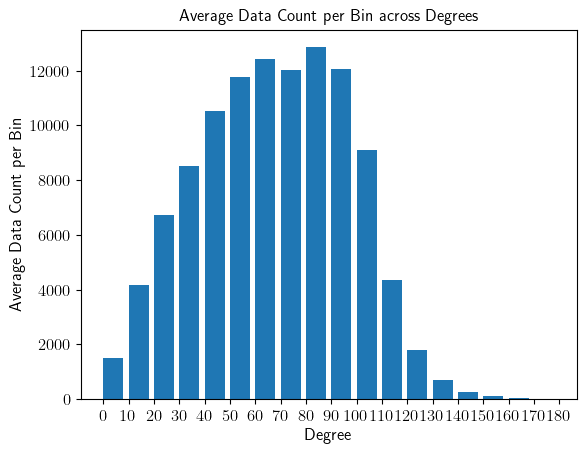 Average Data Count per Bin across Degrees
12000
10000
8000
6000
4000
2000
0
Average Data Count per Bin
0 10 20 30 40 50 60 70 80 90 100 110 120 130 140 150 160 170 180
Degree